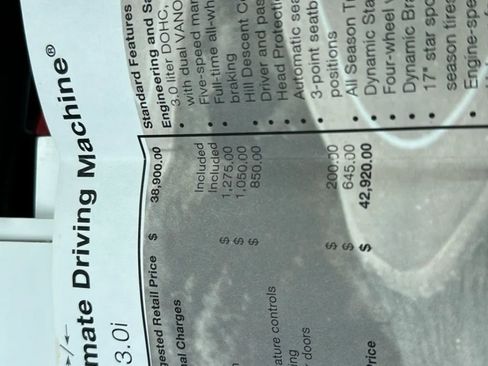 mate Driving Machine®
3.0i
gested Retail Price $ 38,900.00
al Charges
Included
Included
$ 1,275.00
$ 1,050.00
$ 850.00
ature controls
ing
doors
$ 200.00
$ 645.00
rice $ 42,920.00
Standard Features
Engineering and Sa
3.0 liter DOHC,
with dual VANO
• Five-speed man
• Full-time all-wh
braking
• Hill Descent Co
• Driver and pas
• Head Protectio
• Automatic sea
• 3-point seatb
positions
• All Season Tr
• Dynamic Sta
• Four-wheel v
• Dynamic Bra
• 17" star spo
season tires
• Engine-spe